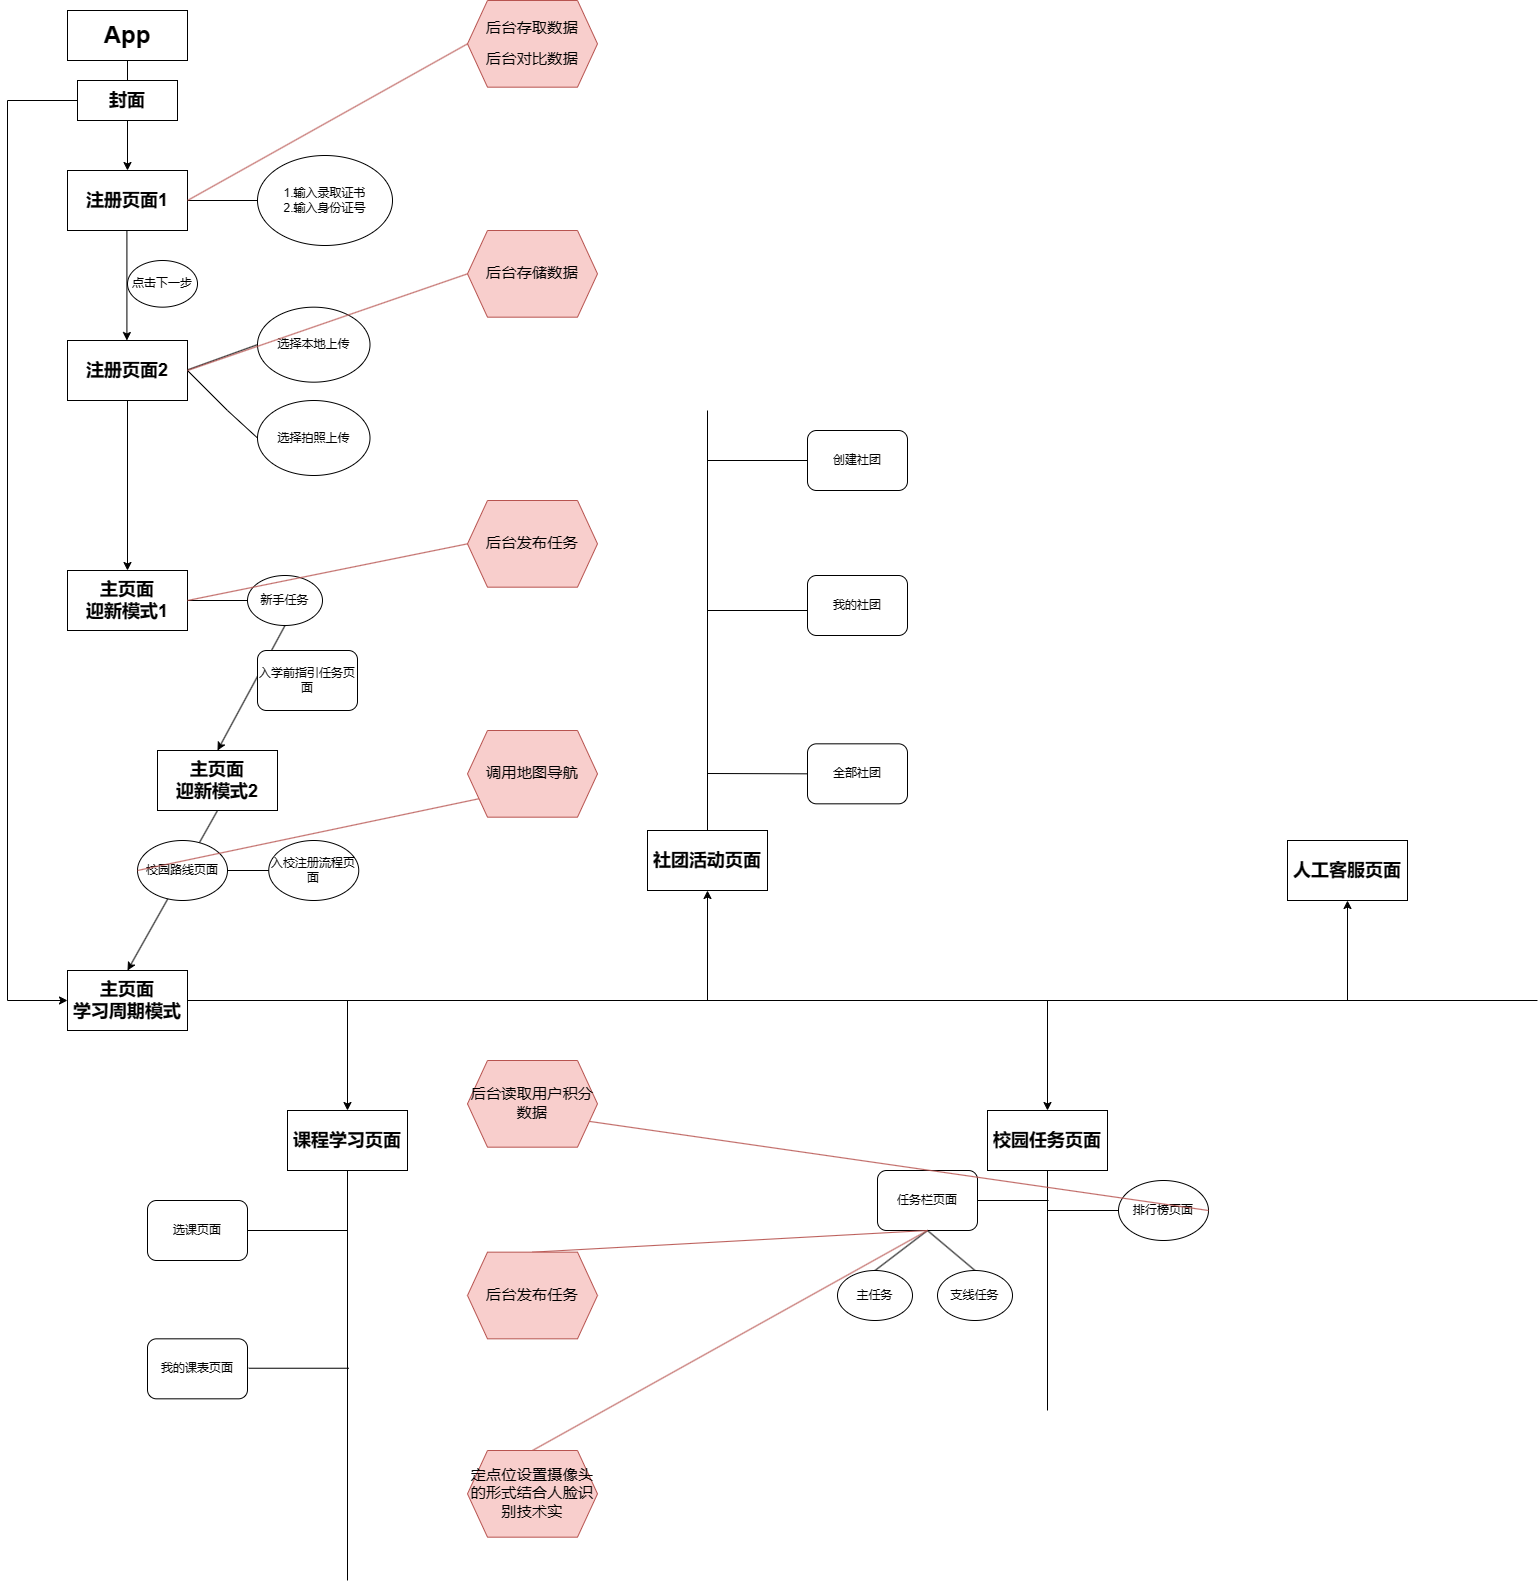 App
后台存取数据
后台对比数据
封面
注册页面1
1.输入录取证书
2.输入身份证号
后台存储数据
点击下一步
选择本地上传
注册页面2
选择拍照上传
创建社团
后台发布任务
主页面
迎新模式1
新手任务
我的社团
入学前指引任务页
面
主页面
迎新模式2
调用地图导航
全部社团
校园路线页面
入校注册流程页
面
社团活动页面
人工客服页面
主页面
学习周期模式
后台读取用户积分
数据
课程学习页面
校园任务页面
任务栏页面
排行榜页面
选课页面
后台发布任务
主任务
支线任务
我的课表页面
定点位设置摄像头
的形式结合人脸识
别技术实